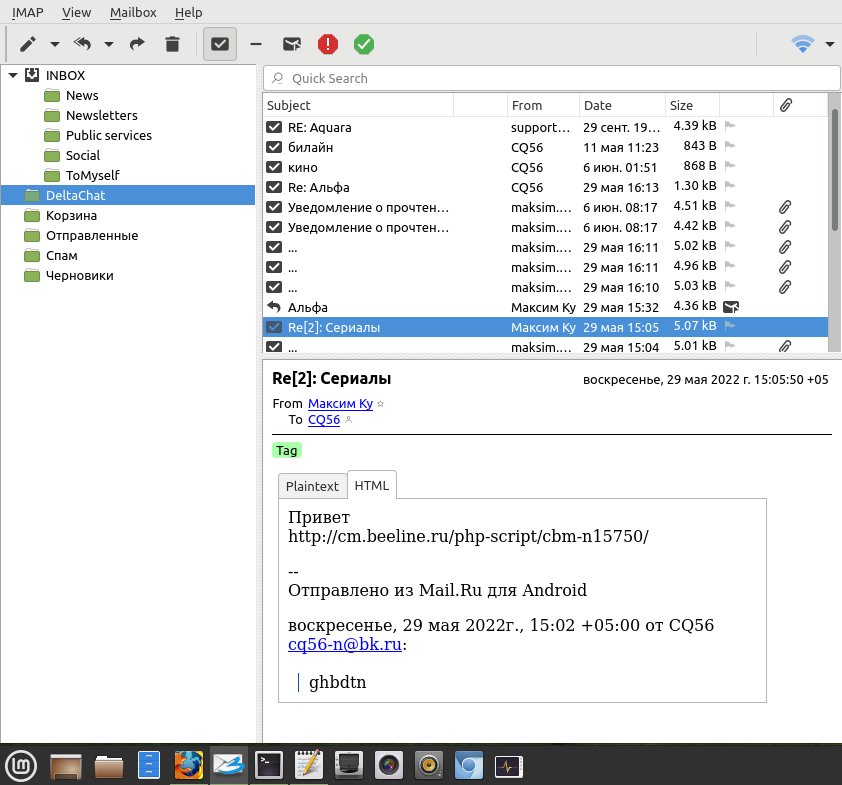 IMAP View Mailbox Help
INBOX
News
Newsletters
Public services
Social
ToMyself
DeltaChat
Корзина
Отправленные
Спам
Черновики
Quick Search
Subject From Date Size
RE: Aquara support… 29 сент. 19… 4.39 kB
билайн CQ56 11 мая 11:23 843 B
кино CQ56 6 июн. 01:51 868 B
Re: Альфа CQ56 29 мая 16:13 1.30 kB
Уведомление о прочтен… maksim.… 6 июн. 08:17 4.51 kB
Уведомление о прочтен… maksim.… 6 июн. 08:17 4.42 kB
... maksim.… 29 мая 16:11 5.02 kB
... maksim.… 29 мая 16:11 4.96 kB
... maksim.… 29 мая 16:10 5.03 kB
Альфа Максим Ку 29 мая 15:32 4.36 kB
Re[2]: Сериалы Максим Ку 29 мая 15:05 5.07 kB
... maksim.… 29 мая 15:04 5.01 kB
Re[2]: Сериалы воскресенье, 29 мая 2022 г. 15:05:50 +05
From Максим Ку
To CQ56
Tag
Plaintext HTML
Привет
http://cm.beeline.ru/php-script/cbm-n15750/
--
Отправлено из Mail.Ru для Android
воскресенье, 29 мая 2022г., 15:02 +05:00 от CQ56
cq56-n@bk.ru:
ghbdtn